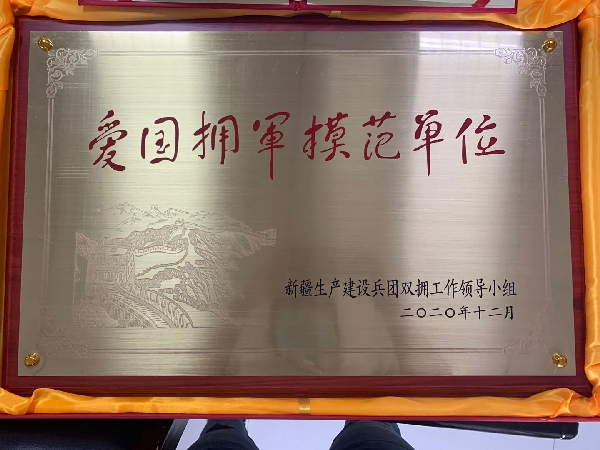 爱国拥軍模范单位
新疆生产建设兵团双拥工作领导小组
二〇二〇年十二月